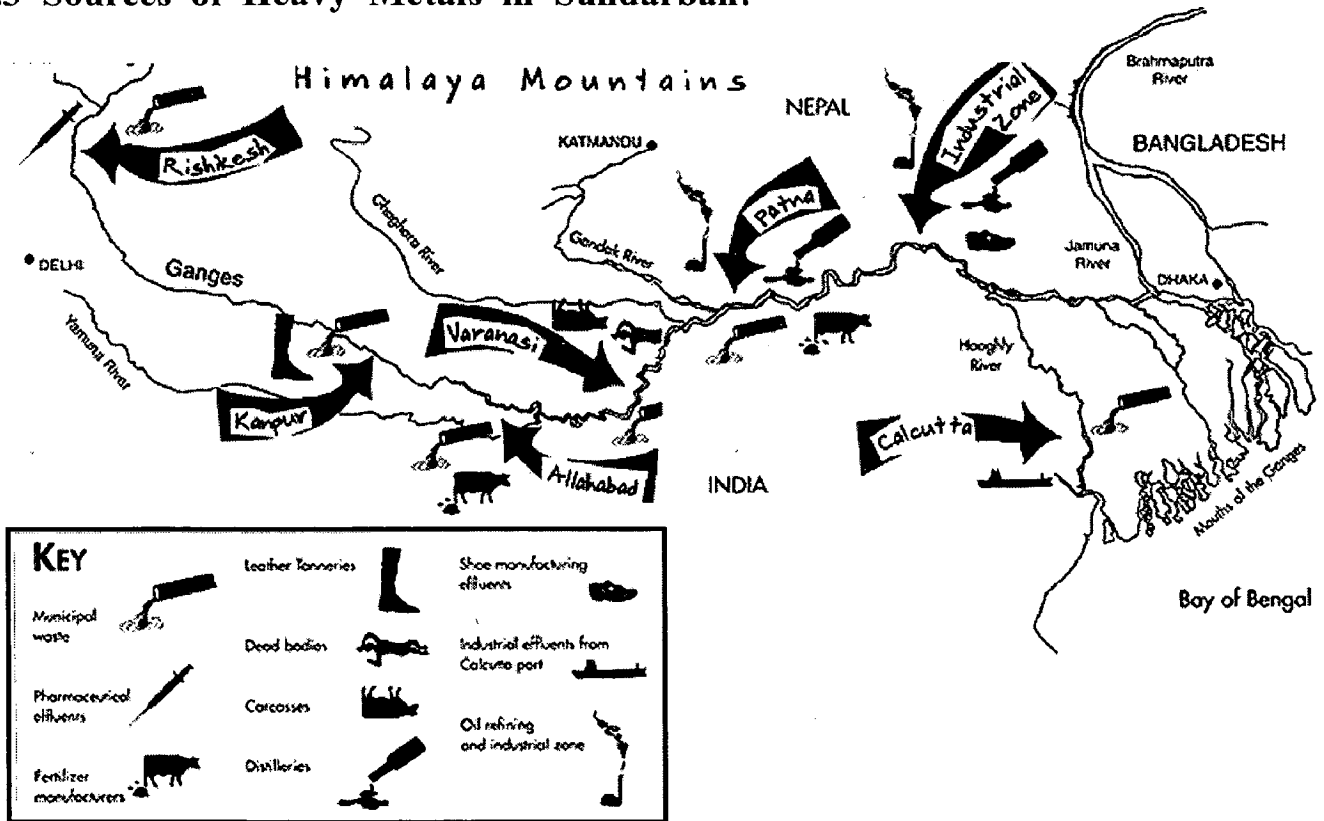 3 Sources of Heavy Metals in Sundarban:
Himalaya Mountains
NEPAL
Industrial
Zone
Brahmaputra
River
BANGLADESH
Rishikesh
KATMANDU
Patna
Ghaghara River
Gandak River
Jamuna
River
DHAKA
DELHI
Ganges
Yamuna River
Varanasi
Hooghly
River
Kanpur
Calcutta
Allahabad
INDIA
Mouths of the Ganges
Bay of Bengal
KEY
Municipal
waste
Pharmaceutical
effluents
Fertilizer
manufacturers
Leather Tanneries
Dead bodies
Carcasses
Distilleries
Shoe manufacturing
effluents
Industrial effluents from
Calcutta port
Oil refining
and industrial zone